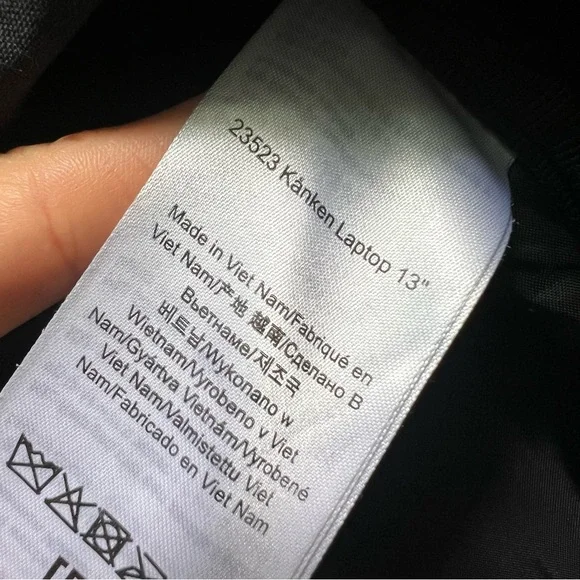 23523 Kånken Laptop 13"
Made in Viet Nam/Fabriqué en
Viet Nam/产地 越南/Сделано В
Вьетнаме/제조국
베트남/Wykonano w
Wietnam/Vyrobeno v Viet
Nam/Gyártva Vietnám/Vyrobené
Viet Nam/Valmistettu Viet
Nam/Fabricado en Viet Nam